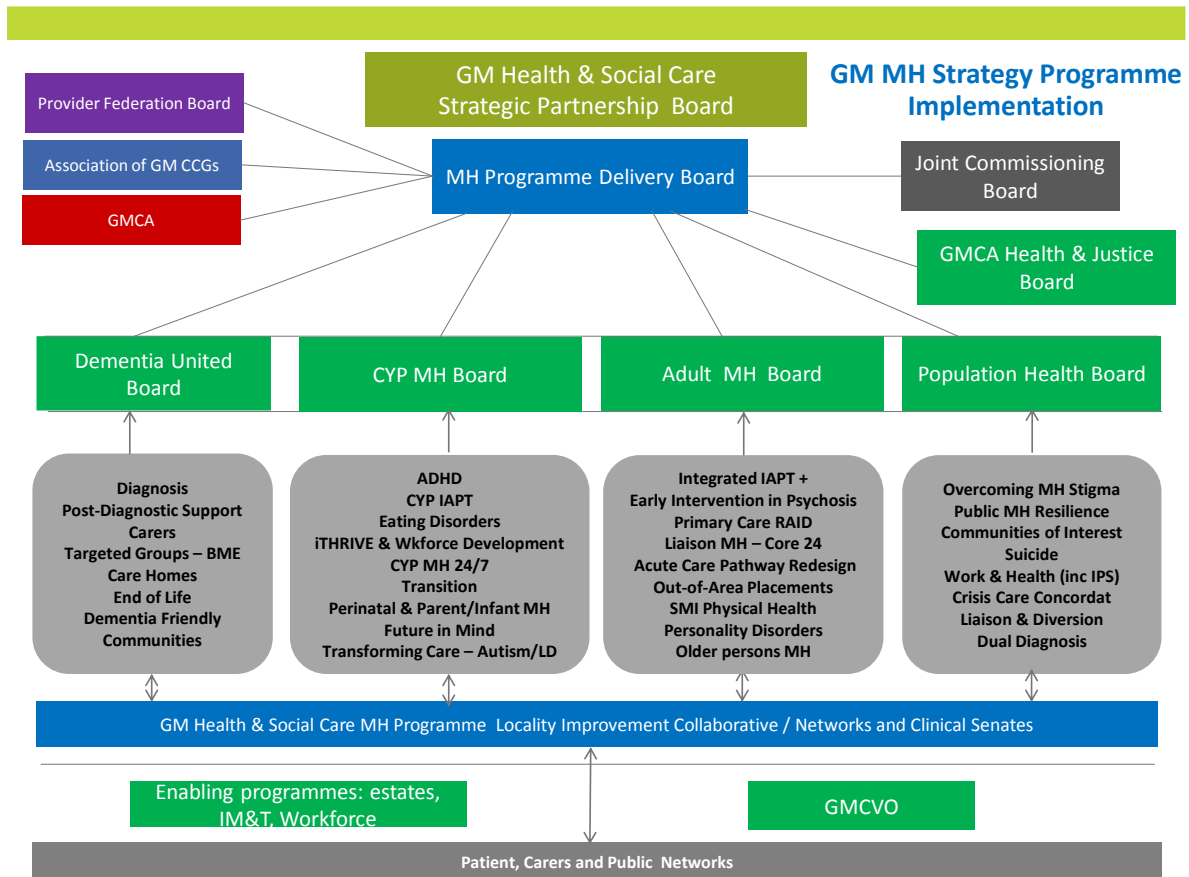 GM Health & Social Care
Strategic Partnership Board
GM MH Strategy Programme
Implementation
Provider Federation Board
Association of GM CCGs
GMCA
MH Programme Delivery Board
Joint Commissioning
Board
GMCA Health & Justice
Board
Dementia United
Board
CYP MH Board
Adult MH Board
Population Health Board
Diagnosis
Post-Diagnostic Support
Carers
Targeted Groups – BME
Care Homes
End of Life
Dementia Friendly
Communities
ADHD
CYP IAPT
Eating Disorders
iTHRIVE & Wkforce Development
CYP MH 24/7
Transition
Perinatal & Parent/Infant MH
Future in Mind
Transforming Care – Autism/LD
Integrated IAPT +
Early Intervention in Psychosis
Primary Care RAID
Liaison MH – Core 24
Acute Care Pathway Redesign
Out-of-Area Placements
SMI Physical Health
Personality Disorders
Older persons MH
Overcoming MH Stigma
Public MH Resilience
Communities of Interest
Suicide
Work & Health (inc IPS)
Crisis Care Concordat
Liaison & Diversion
Dual Diagnosis
GM Health & Social Care MH Programme Locality Improvement Collaborative / Networks and Clinical Senates
Enabling programmes: estates,
IM&T, Workforce
GMCVO
Patient, Carers and Public Networks